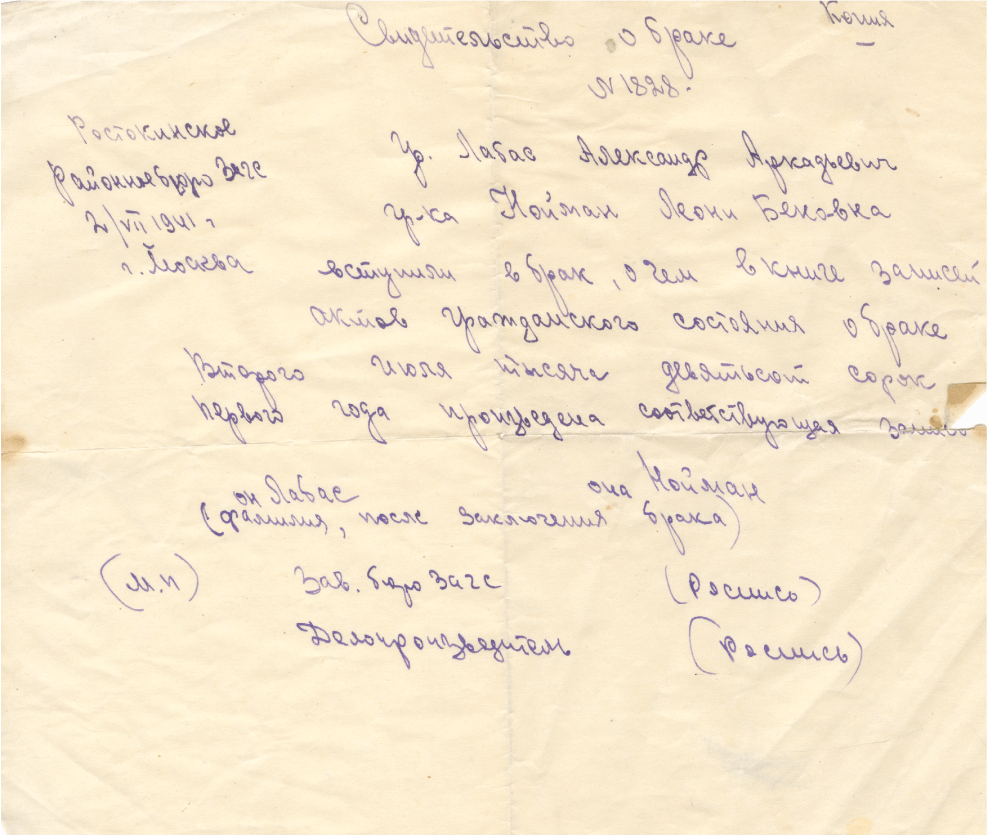 Копия
Свидетельство о браке
N 1828.
Ростокинское
Районное бюро Загс
2/VII 1941 г
г. Москва
Гр. Лабас Александр Аркадьевич
гр-ка Нойман Леони Бековна
вступили в брак, о чем в книге записей
актов гражданского состояния о браке
Второго июля тысяча девятьсот сорок
первого года произведена соответствующая запись
он Лабас она Нойман
(фамилия, после заключения брака)
(М.п) Зав. бюро Загс (Роспись)
Делопроизводитель (Роспись)